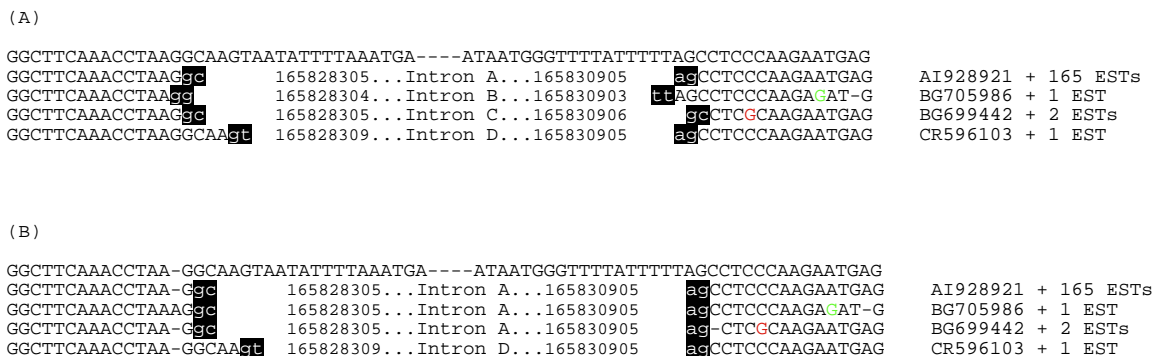 (A)
GGCTTCAAACCTAAGGCAAGTAATATTTTAAATGA----ATAATGGGTTTTATTTTTAGCCTCCCAAGAATGAG
GGCTTCAAACCTAAGgc 165828305...Intron A...165830905 agCCTCCCAAGAATGAG AI928921 + 165 ESTs
GGCTTCAAACCTAAgg 165828304...Intron B...165830903 ttAGCCTCCCAAGAGAT-G BG705986 + 1 EST
GGCTTCAAACCTAAGgc 165828305...Intron C...165830906 gcCTCGCAAGAATGAG BG699442 + 2 ESTs
GGCTTCAAACCTAAGGCAAgt 165828309...Intron D...165830905 agCCTCCCAAGAATGAG CR596103 + 1 EST
(B)
GGCTTCAAACCTAA-GGCAAGTAATATTTTAAATGA----ATAATGGGTTTTATTTTTAGCCTCCCAAGAATGAG
GGCTTCAAACCTAA-Ggc 165828305...Intron A...165830905 agCCTCCCAAGAATGAG AI928921 + 165 ESTs
GGCTTCAAACCTAAAGgc 165828305...Intron A...165830905 agCCTCCCAAGAGAT-G BG705986 + 1 EST
GGCTTCAAACCTAA-Ggc 165828305...Intron A...165830905 ag-CTCGCAAGAATGAG BG699442 + 2 ESTs
GGCTTCAAACCTAA-GGCAAgt 165828309...Intron D...165830905 agCCTCCCAAGAATGAG CR596103 + 1 EST